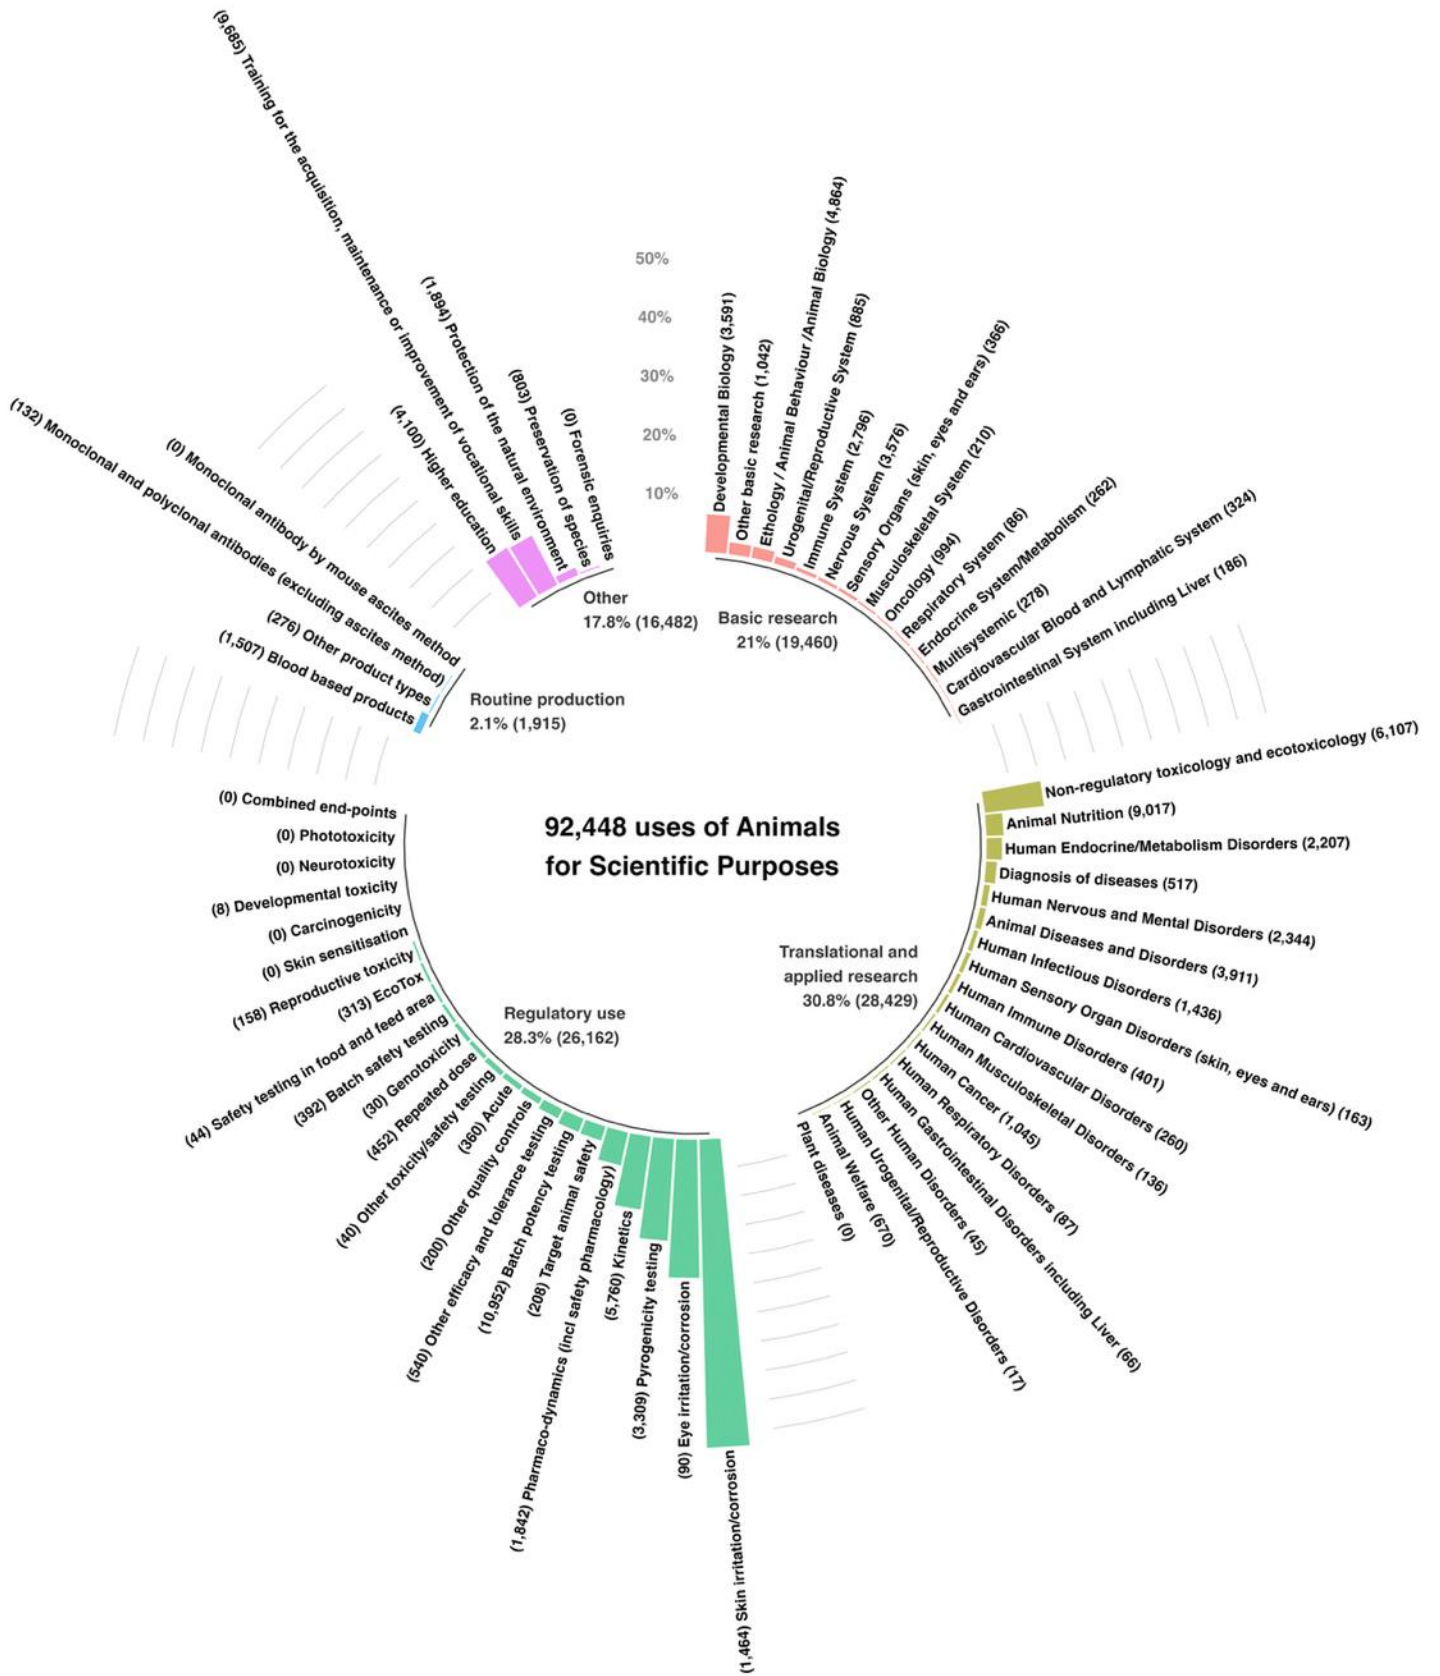 50%
40%
30%
20%
10%
Developmental Biology (3,591)
Other basic research (1,042)
Ethology / Animal Behaviour /Animal Biology (4,864)
Urogenital/Reproductive System (885)
Immune System (2,796)
Nervous System (3,576)
Sensory Organs (skin, eyes and ears) (366)
Musculoskeletal System (210)
Oncology (994)
Respiratory System (86)
Endocrine System/Metabolism (262)
Multisystemic (278)
Cardiovascular Blood and Lymphatic System (324)
Gastrointestinal System including Liver (186)
Basic research
21% (19,460)
Non-regulatory toxicology and ecotoxicology (6,107)
Animal Nutrition (9,017)
Human Endocrine/Metabolism Disorders (2,207)
Diagnosis of diseases (517)
Human Nervous and Mental Disorders (2,344)
Animal Diseases and Disorders (3,911)
Human Infectious Disorders (1,436)
Human Sensory Organ Disorders (skin, eyes and ears) (163)
Human Immune Disorders (401)
Human Cardiovascular Disorders (260)
Human Musculoskeletal Disorders (136)
Human Cancer (1,045)
Human Respiratory Disorders (87)
Human Gastrointestinal Disorders including Liver (66)
Other Human Disorders (45)
Human Urogenital/Reproductive Disorders (17)
Animal Welfare (670)
Plant diseases (0)
Translational and
applied research
30.8% (28,429)
(1,464) Skin irritation/corrosion
(90) Eye irritation/corrosion
(3,309) Pyrogenicity testing
(5,760) Kinetics
(1,842) Pharmaco-dynamics (incl safety pharmacology)
(208) Target animal safety
(10,952) Batch potency testing
(540) Other efficacy and tolerance testing
(200) Other quality controls
(360) Acute
(40) Other toxicity/safety testing
(452) Repeated dose
(30) Genotoxicity
(392) Batch safety testing
(44) Safety testing in food and feed area
(313) EcoTox
(158) Reproductive toxicity
(0) Skin sensitisation
(0) Carcinogenicity
(8) Developmental toxicity
(0) Neurotoxicity
(0) Phototoxicity
(0) Combined end-points
Regulatory use
28.3% (26,162)
(1,507) Blood based products
(276) Other product types
(132) Monoclonal and polyclonal antibodies (excluding ascites method)
(0) Monoclonal antibody by mouse ascites method
Routine production
2.1% (1,915)
(4,100) Higher education
(9,685) Training for the acquisition, maintenance or improvement of vocational skills
(1,894) Protection of the natural environment
(803) Preservation of species
(0) Forensic enquiries
Other
17.8% (16,482)
92,448 uses of Animals
for Scientific Purposes